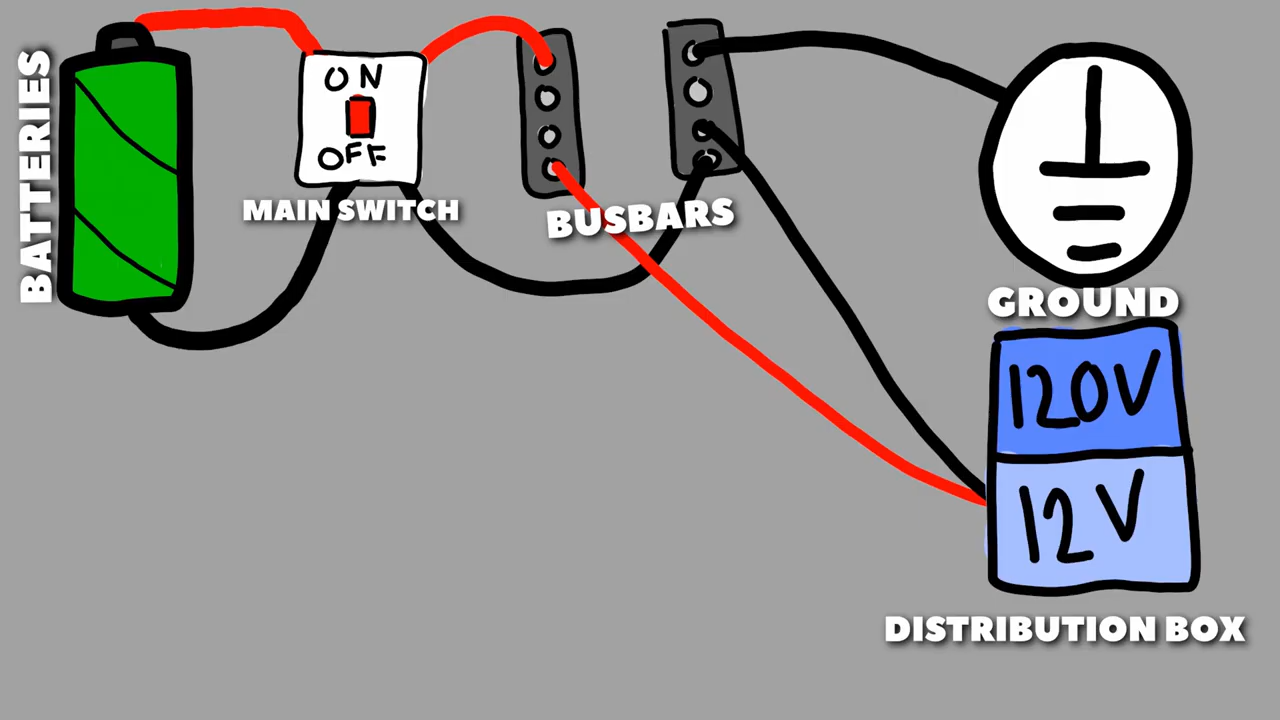 BATTERIES
ON
OFF
MAIN SWITCH
BUSBARS
GROUND
120V
12V
DISTRIBUTION BOX